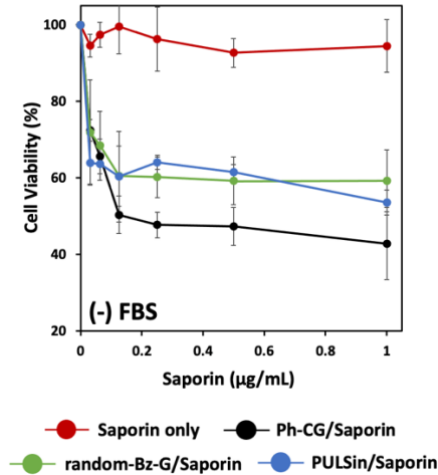 100
80
60
40
20
Cell Viability (%)
(-) FBS
0 0.2 0.4 0.6 0.8 1
Saporin (µg/mL)
Saporin only Ph-CG/Saporin
random-Bz-G/Saporin PULSin/Saporin